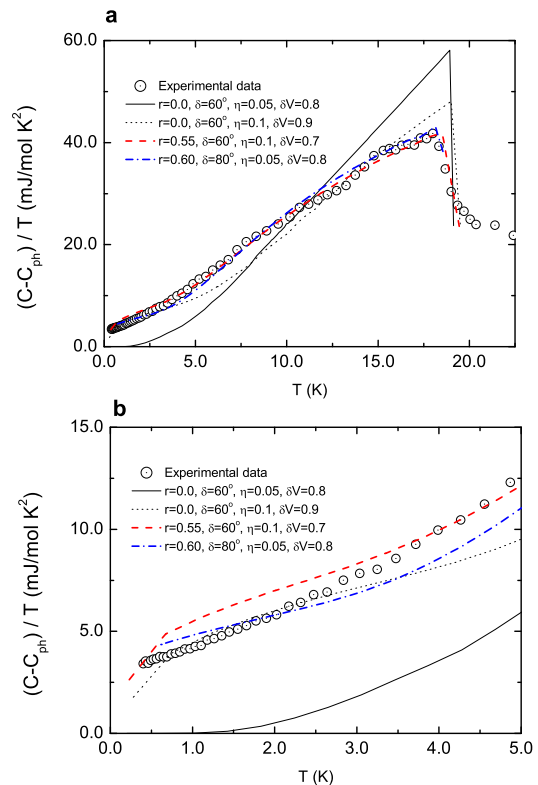 a
60.0
40.0
20.0
0.0
(C-C_ph) / T (mJ/mol K²)
Experimental data
r=0.0, δ=60°, η=0.05, δV=0.8
r=0.0, δ=60°, η=0.1, δV=0.9
r=0.55, δ=60°, η=0.1, δV=0.7
r=0.60, δ=80°, η=0.05, δV=0.8
0.0 5.0 10.0 15.0 20.0
T (K)
b
15.0
10.0
5.0
0.0
(C-C_ph) / T (mJ/mol K²)
Experimental data
r=0.0, δ=60°, η=0.05, δV=0.8
r=0.0, δ=60°, η=0.1, δV=0.9
r=0.55, δ=60°, η=0.1, δV=0.7
r=0.60, δ=80°, η=0.05, δV=0.8
0.0 1.0 2.0 3.0 4.0 5.0
T (K)